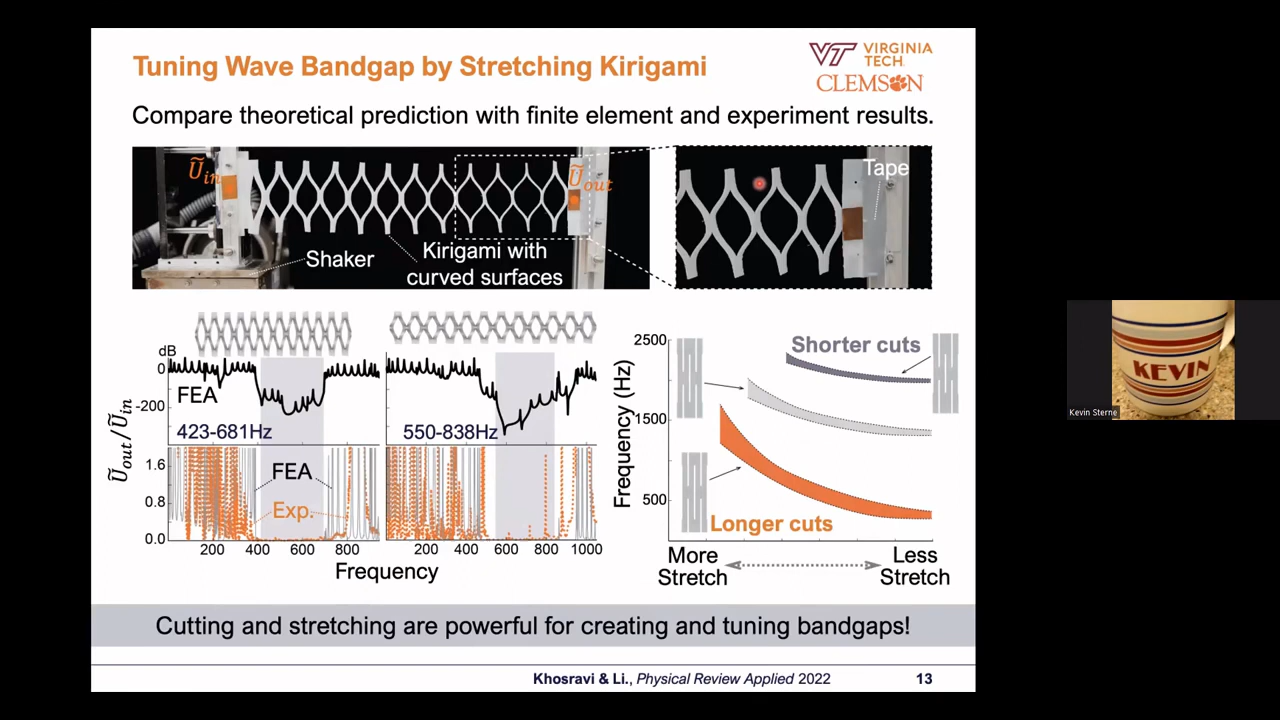 Tuning Wave Bandgap by Stretching Kirigami
VIRGINIA
TECH
CLEMSON
Compare theoretical prediction with finite element and experiment results.
Ũin
Ũout
Tape
Shaker
Kirigami with
curved surfaces
dB
0
-200
FEA
423-681Hz
550-838Hz
Ũout/Ũin
1.6
0.8
0.0
FEA
Exp.
200 400 600 800
200 400 600 800 1000
Frequency
Frequency (Hz)
2500
1500
500
Shorter cuts
Longer cuts
More
Stretch
Less
Stretch
Cutting and stretching are powerful for creating and tuning bandgaps!
Khosravi & Li., Physical Review Applied 2022
13
KEVIN
Kevin Sterne